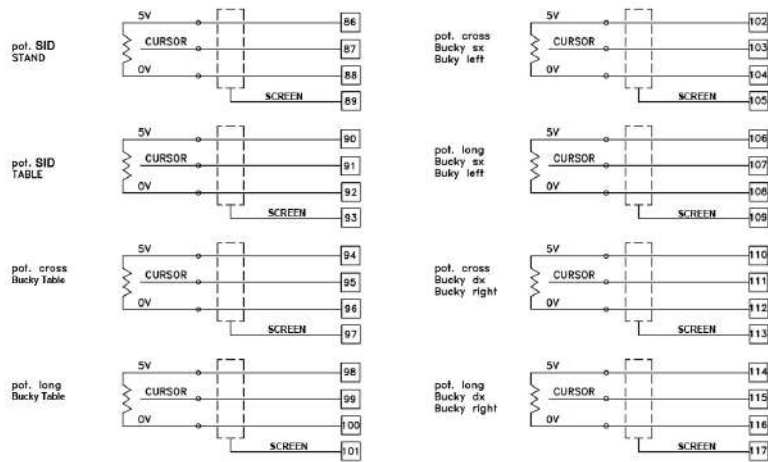 pot. SID
STAND
5V
CURSOR
0V
SCREEN
86
87
88
89
pot. SID
TABLE
5V
CURSOR
0V
SCREEN
90
91
92
93
pot. cross
Bucky Table
5V
CURSOR
0V
SCREEN
94
95
96
97
pot. long
Bucky Table
5V
CURSOR
0V
SCREEN
98
99
100
101
pot. cross
Bucky sx
Buky left
5V
CURSOR
0V
SCREEN
102
103
104
105
pot. long
Bucky sx
Buky left
5V
CURSOR
0V
SCREEN
106
107
108
109
pot. cross
Bucky dx
Bucky right
5V
CURSOR
0V
SCREEN
110
111
112
113
pot. long
Bucky dx
Bucky right
5V
CURSOR
0V
SCREEN
114
115
116
117